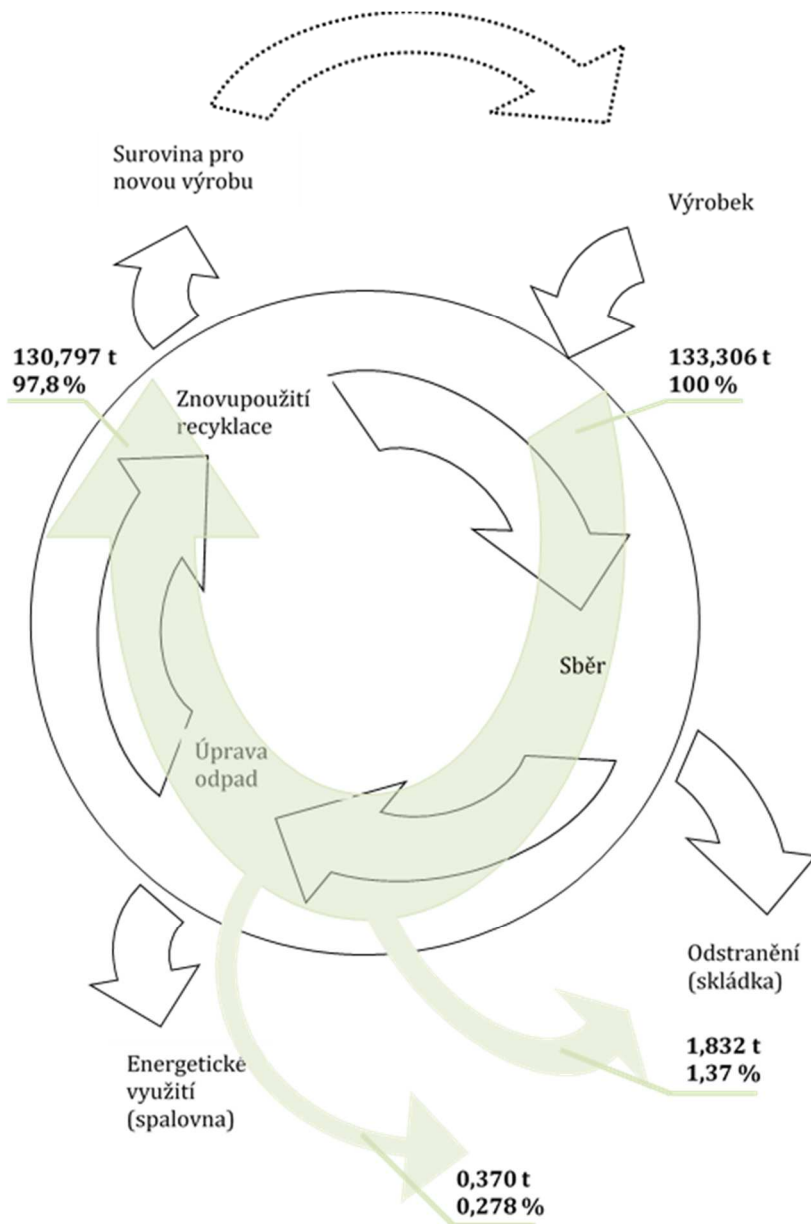 Surovina pro
novou výrobu
Výrobek
130,797 t
97,8 %
133,306 t
100 %
Znovupoužití
recyklace
Sběr
Úprava
odpad
Odstranění
(skládka)
1,832 t
1,37 %
Energetické
využití
(spalovna)
0,370 t
0,278 %